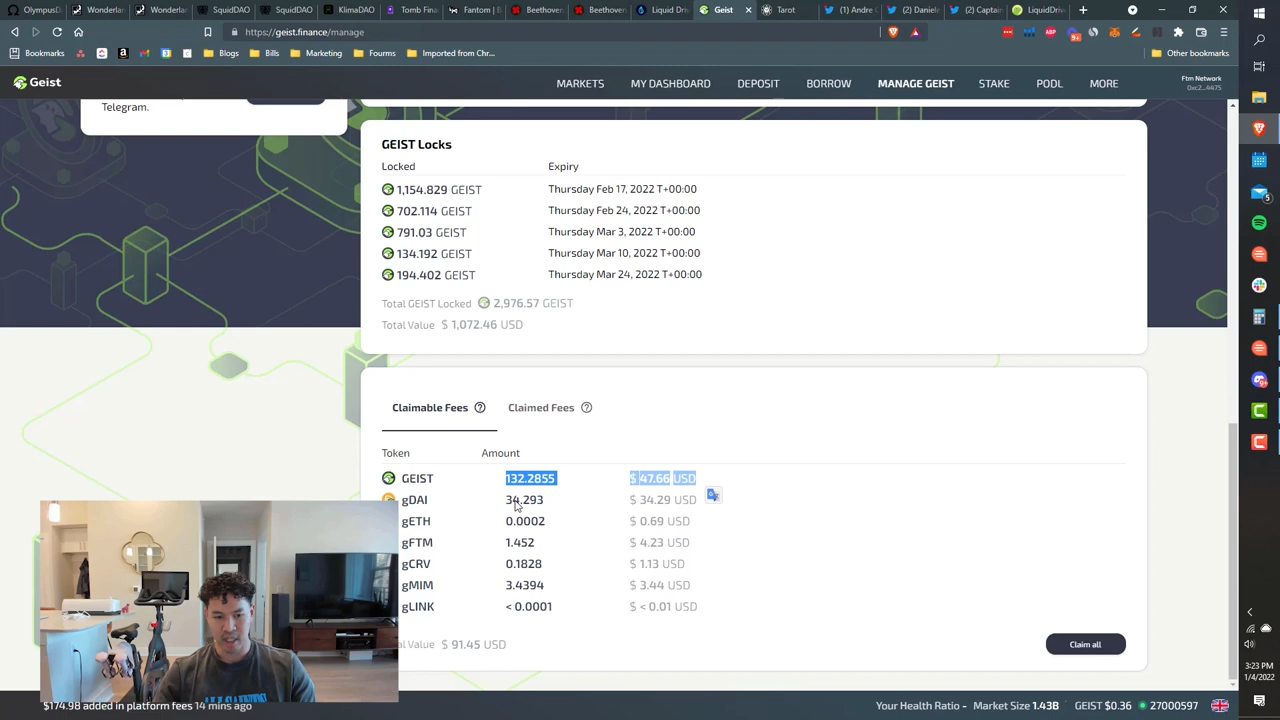 OlympusD
Wonderlan
Wonderlan
SquidDAO
SquidDAO
KlimaDAO
Tomb Finan
Fantom | E
Beethoven
Beethoven
Liquid Driv
Geist
Tarot
(1) Andre C
(2) Daniele
(1) Captain
LiquidDrive
https://geist.finance/manage
Bookmarks
Blogs
Bills
Marketing
Fourms
Imported from Chr...
Other bookmarks
Geist
MARKETS
MY DASHBOARD
DEPOSIT
BORROW
MANAGE GEIST
STAKE
PODL
MORE
Ftm Network
0xc2...4475
Telegram.
GEIST Locks
Locked Expiry
1,154.829 GEIST Thursday Feb 17, 2022 T+00:00
702.114 GEIST Thursday Feb 24, 2022 T+00:00
791.03 GEIST Thursday Mar 3, 2022 T+00:00
134.192 GEIST Thursday Mar 10, 2022 T+00:00
194.402 GEIST Thursday Mar 24, 2022 T+00:00
Total GEIST Locked 2,976.57 GEIST
Total Value $ 1,072.46 USD
Claimable Fees Claimed Fees
Token Amount
GEIST 132.2855 $ 47.66 USD
gDAI 34.293 $ 34.29 USD
gETH 0.0002 $ 0.69 USD
gFTM 1.452 $ 4.23 USD
gCRV 0.1828 $ 1.13 USD
gMIM 3.4394 $ 3.44 USD
gLINK < 0.0001 $ < 0.01 USD
Value $ 91.45 USD
Claim all
$174.98 added in platform fees 14 mins ago
Your Health Ratio - Market Size 1.43B GEIST $0.36 27000597
3:23 PM
1/4/2022